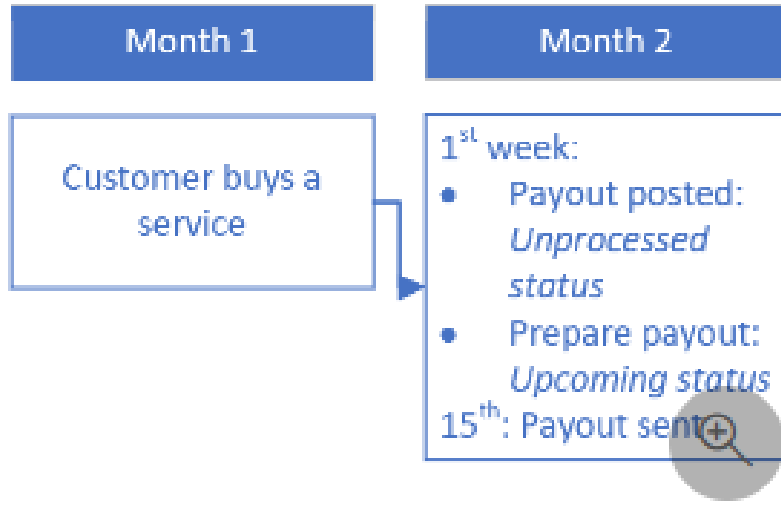 Month 1
Month 2
Customer buys a
service
1st week:
• Payout posted:
Unprocessed
status
• Prepare payout:
Upcoming status
15th: Payout sent